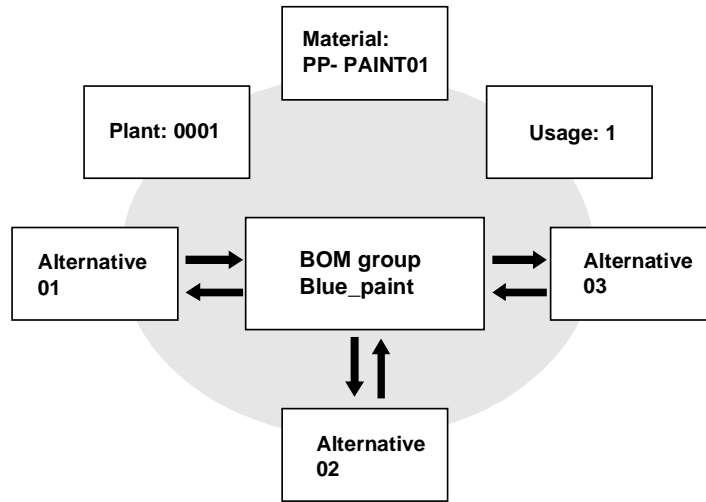 Material:
PP- PAINT01
Plant: 0001
Usage: 1
Alternative
01
BOM group
Blue_paint
Alternative
03
Alternative
02